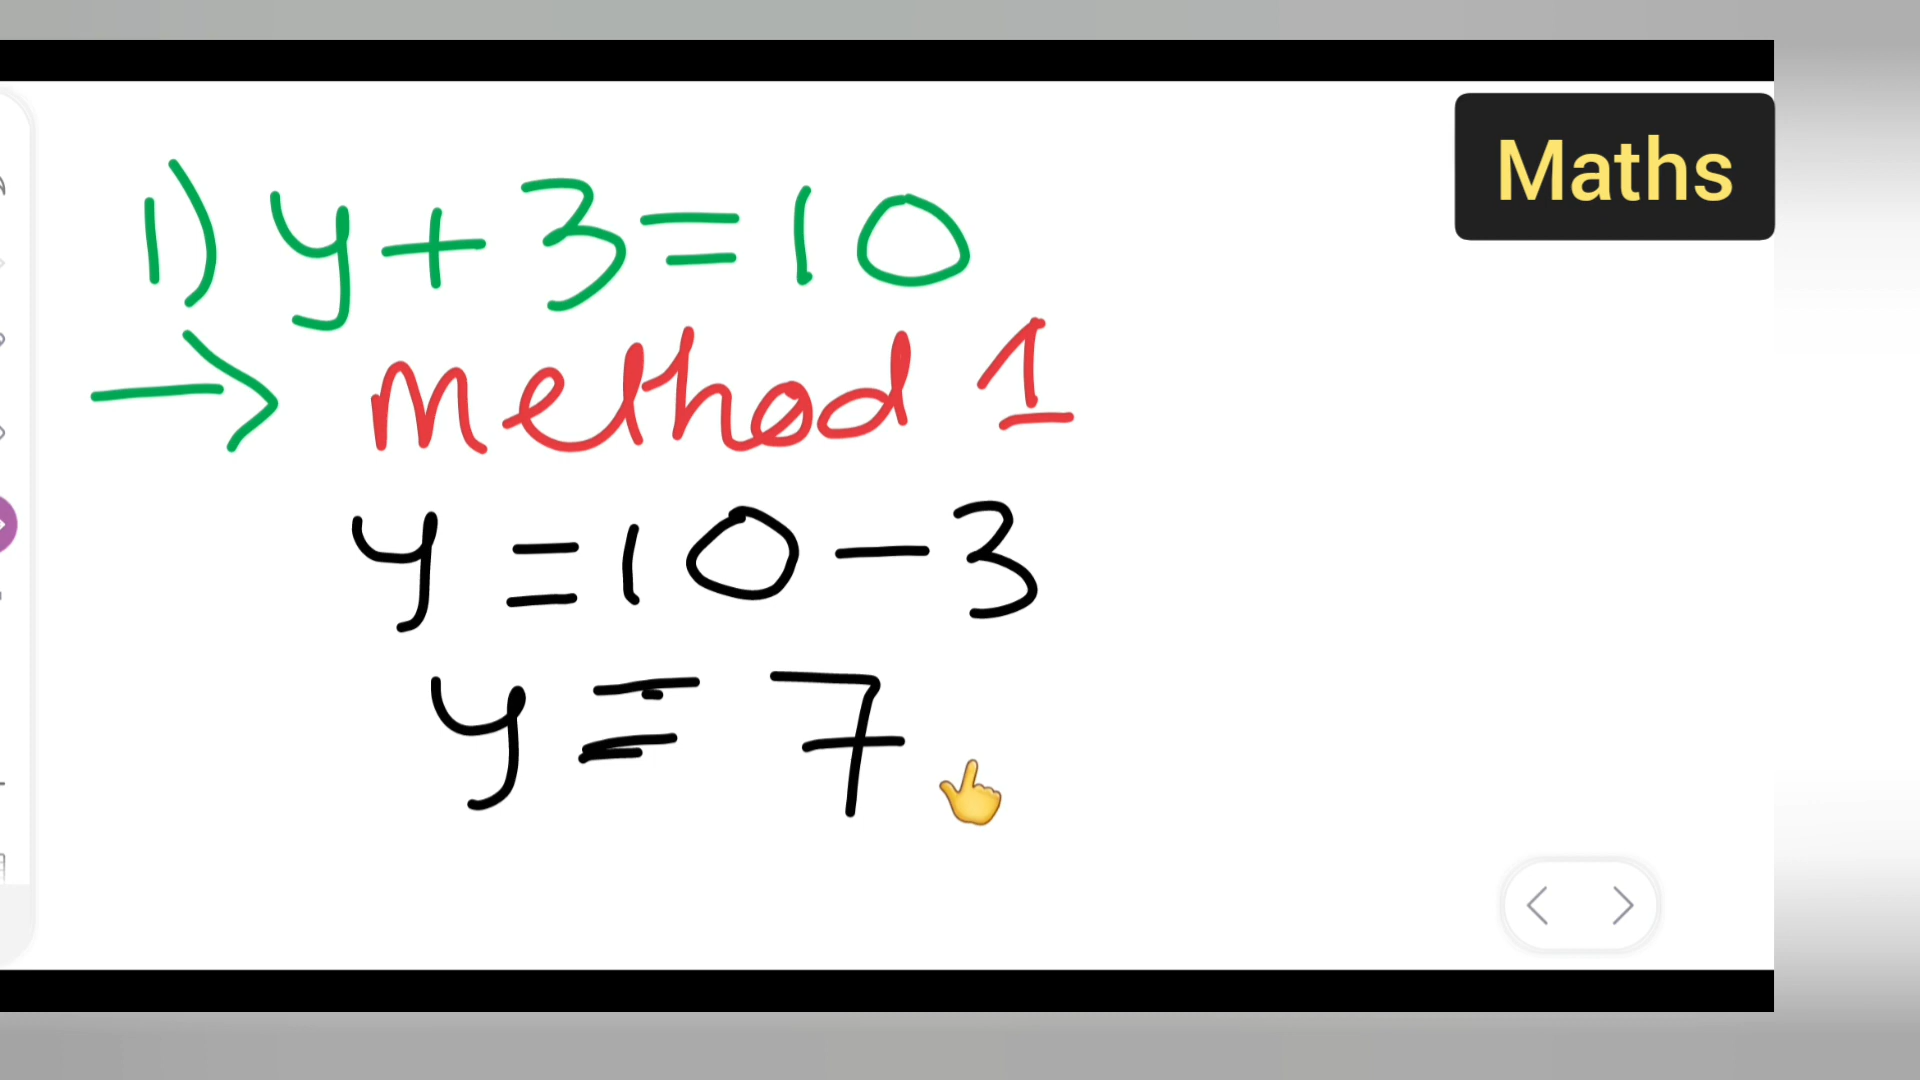 Maths
1) y+3=10
→ Method 1
y=10-3
y=7